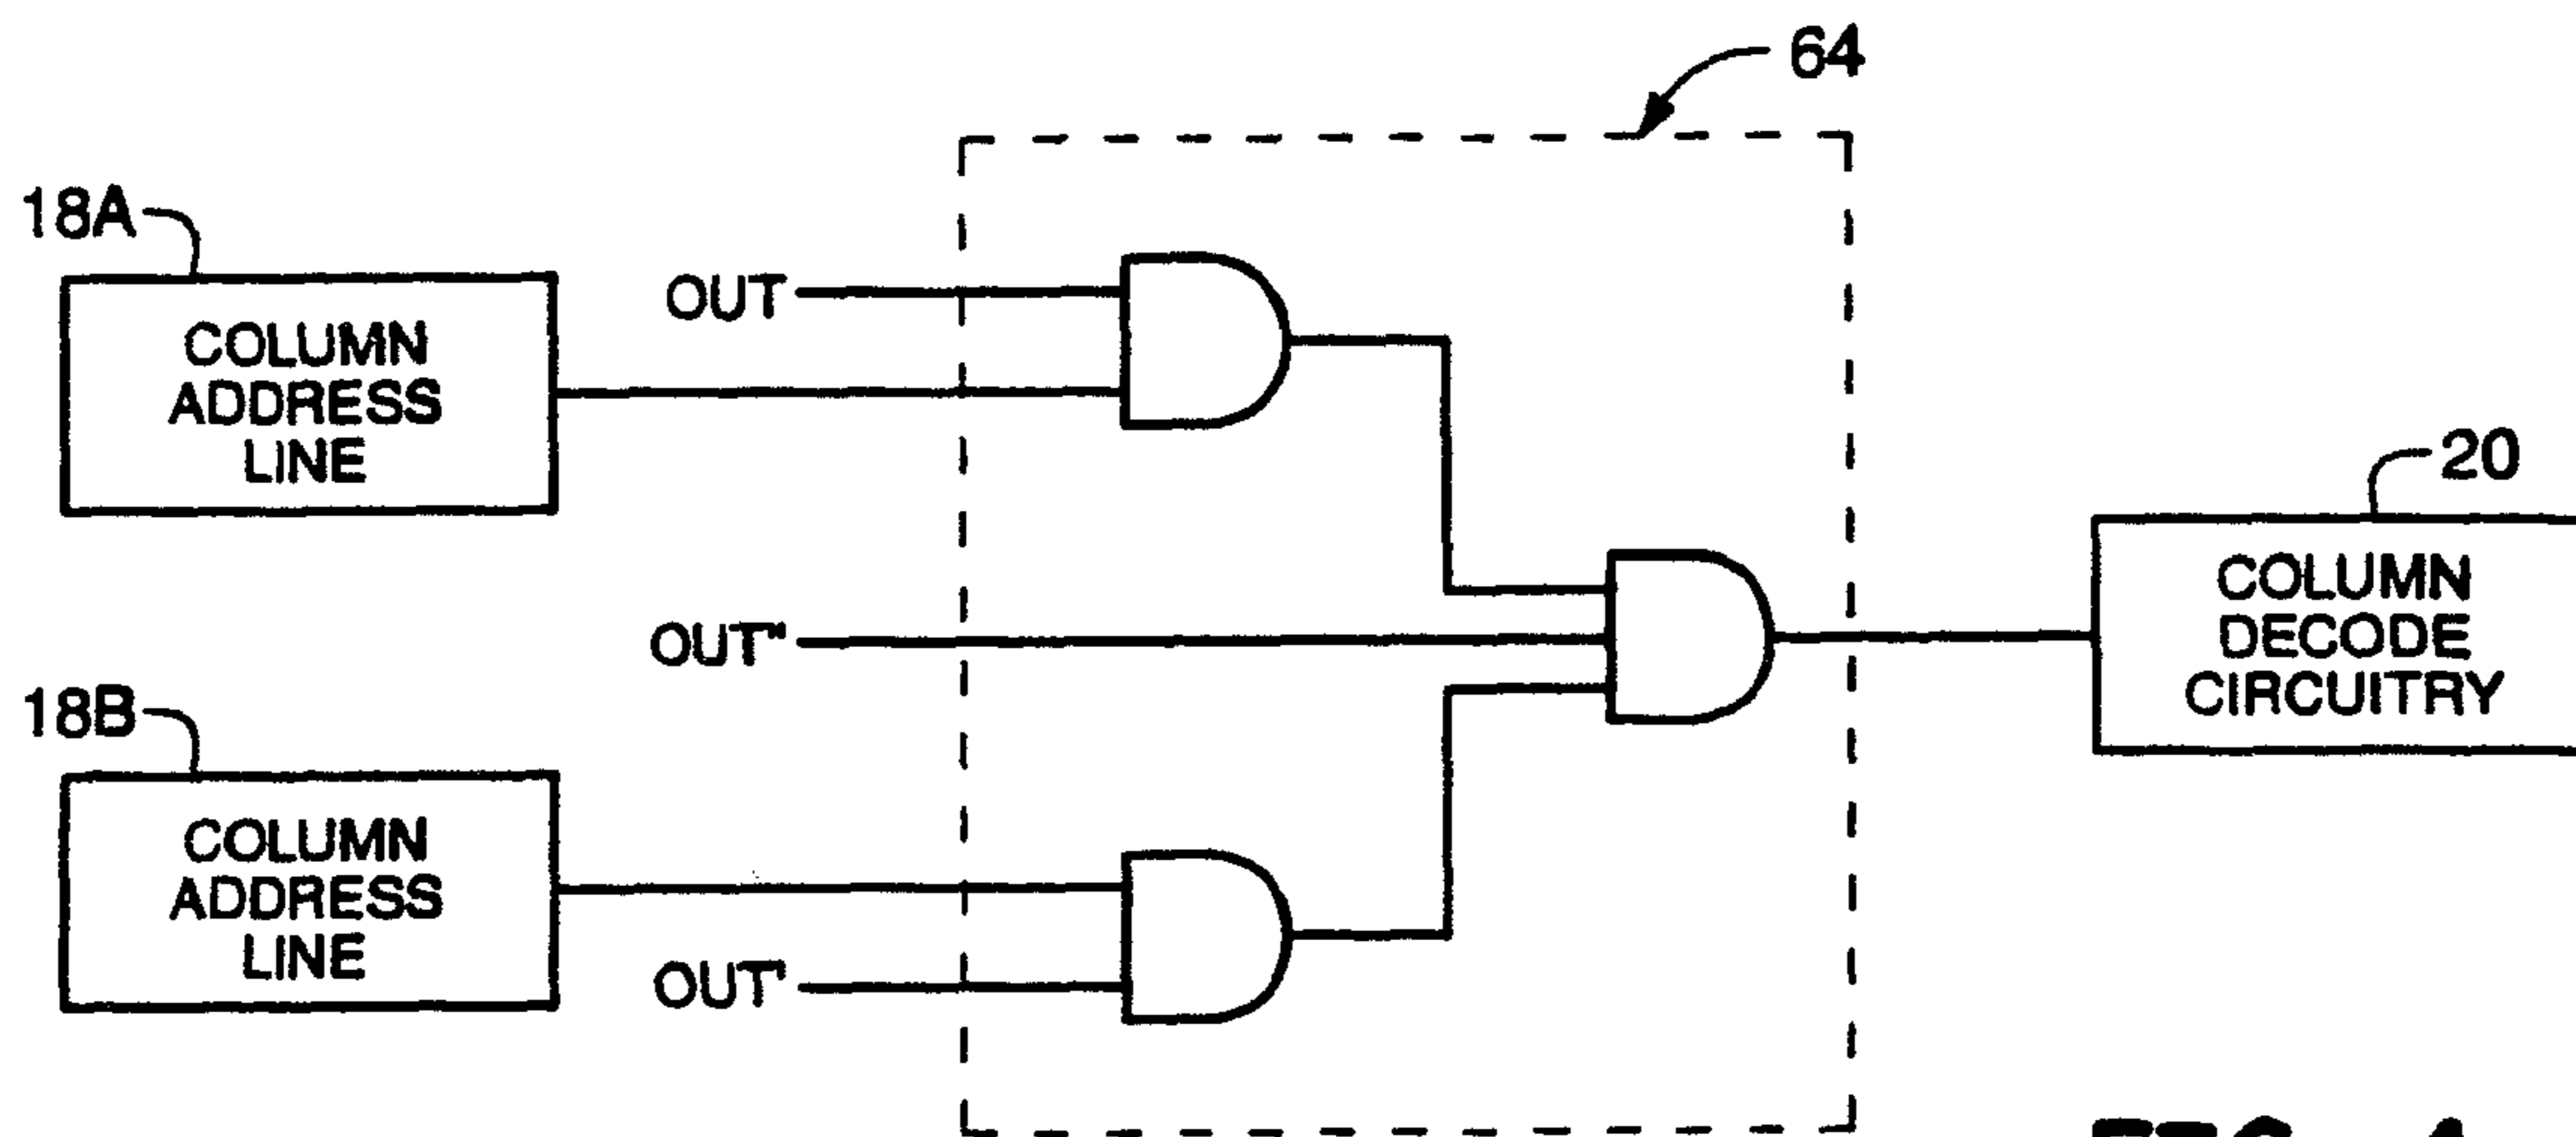 64
18A
COLUMN
ADDRESS
LINE
OUT
20
COLUMN
DECODE
CIRCUITRY
OUT"
18B
COLUMN
ADDRESS
LINE
OUT'